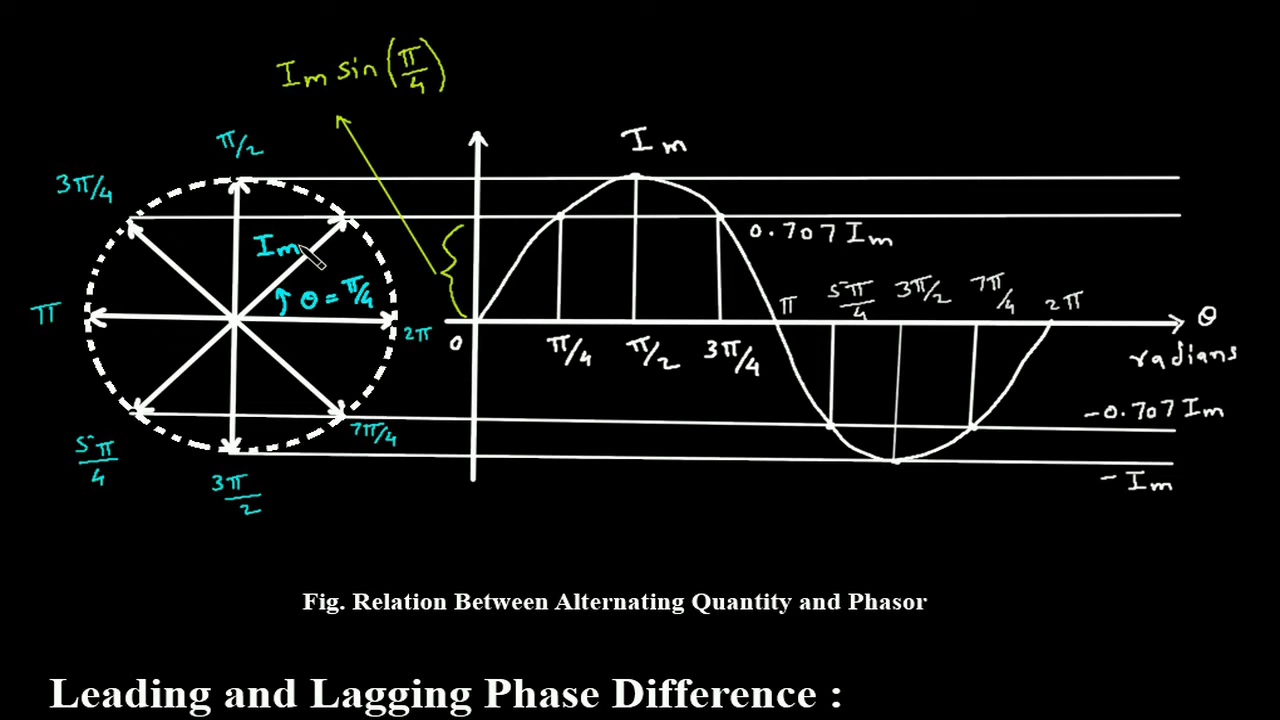 Im sin(π/4)
π/2
Im
3π/4
0.707 Im
Im
θ = π/4
π
5π/4
3π/2
7π/4
2π
θ
radians
π
2π
0
π/4
π/2
3π/4
-0.707 Im
7π/4
5π/4
3π/2
- Im
Fig. Relation Between Alternating Quantity and Phasor
Leading and Lagging Phase Difference :